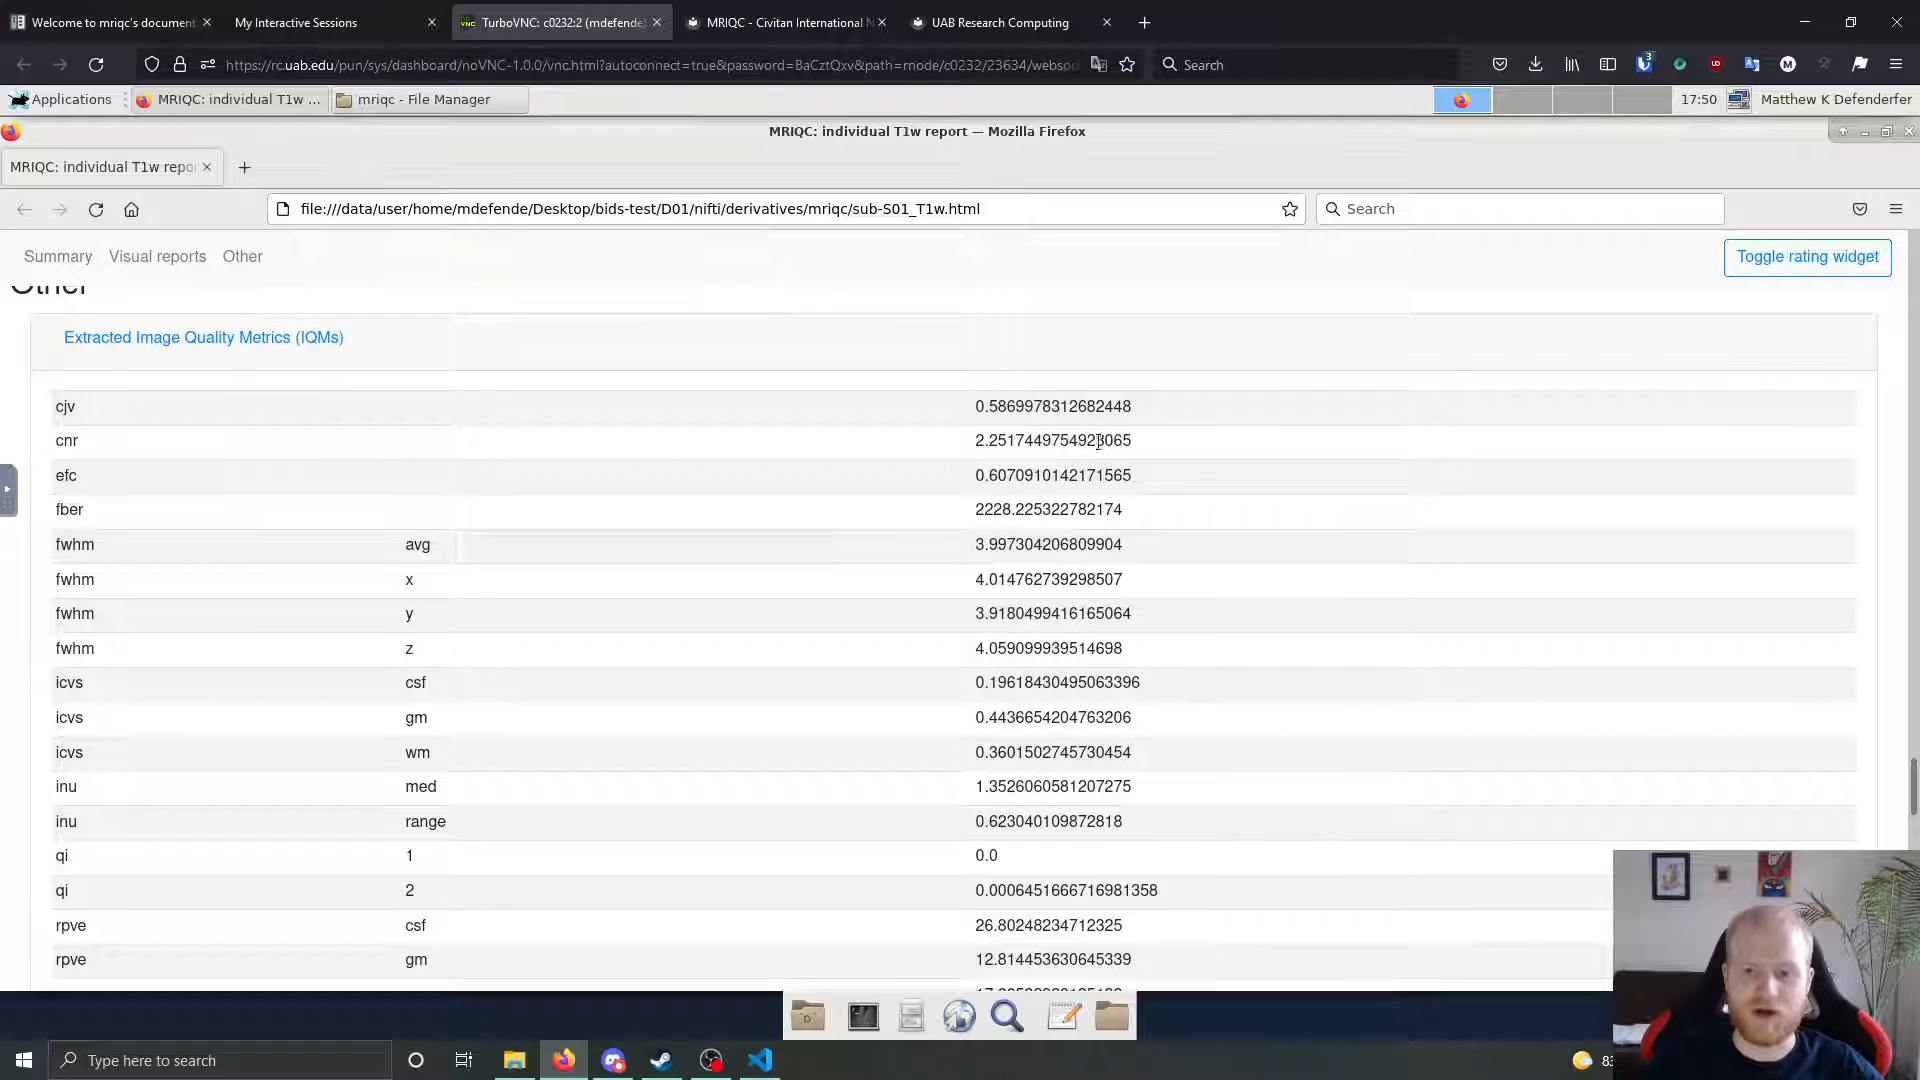 Welcome to mriqc's document
My Interactive Sessions
TurboVNC: c0232:2 (mdefende
MRIQC - Civitan International N
UAB Research Computing
https://rc.uab.edu/pun/sys/dashboard/noVNC-1.0.0/vnc.html?autoconnect=true&password=BaCztQxv&path=rnode/c0232/23634/websoc
Search
Applications
MRIQC: individual T1w ...
mriqc - File Manager
17:50
Matthew K Defenderfer
MRIQC: individual T1w report — Mozilla Firefox
MRIQC: individual T1w repo
file:///data/user/home/mdefende/Desktop/bids-test/D01/nifti/derivatives/mriqc/sub-S01_T1w.html
Search
Summary
Visual reports
Other
Toggle rating widget
Other
Extracted Image Quality Metrics (IQMs)
cjv 0.5869978312682448
cnr 2.2517449754923065
efc 0.6070910142171565
fber 2228.225322782174
fwhm avg 3.997304206809904
fwhm x 4.014762739298507
fwhm y 3.9180499416165064
fwhm z 4.059099939514698
icvs csf 0.19618430495063396
icvs gm 0.4436654204763206
icvs wm 0.3601502745730454
inu med 1.3526060581207275
inu range 0.623040109872818
qi 1 0.0
qi 2 0.0006451666716981358
rpve csf 26.80248234712325
rpve gm 12.814453630645339
Type here to search